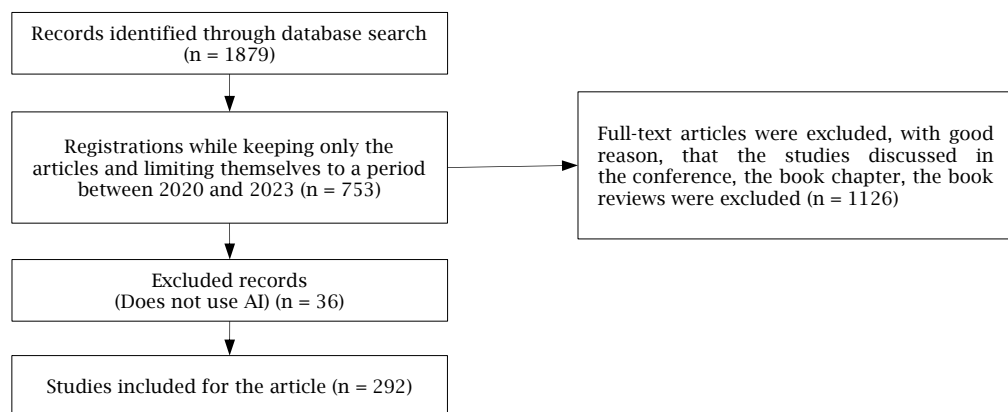 Records identified through database search
(n = 1879)
Registrations while keeping only the
articles and limiting themselves to a period
between 2020 and 2023 (n = 753)
Full-text articles were excluded, with good
reason, that the studies discussed in
the conference, the book chapter, the book
reviews were excluded (n = 1126)
Excluded records
(Does not use AI) (n = 36)
Studies included for the article (n = 292)